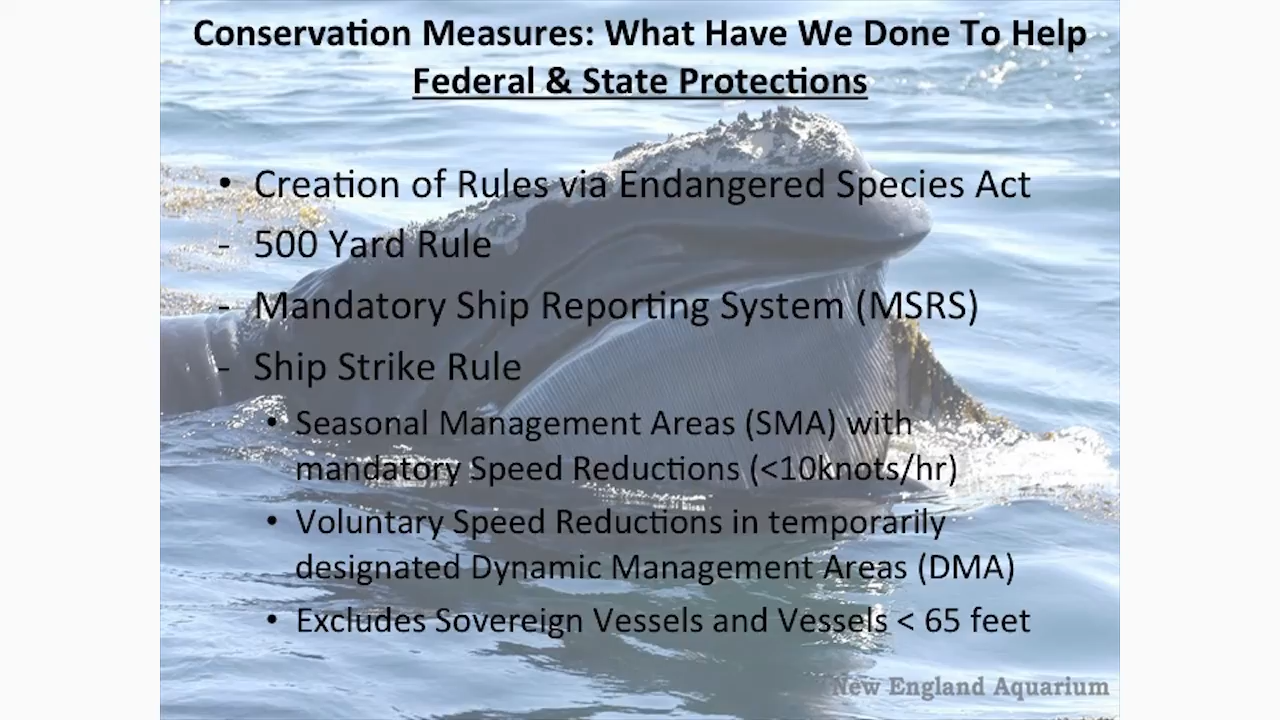 Conservation Measures: What Have We Done To Help
Federal & State Protections
• Creation of Rules via Endangered Species Act
- 500 Yard Rule
- Mandatory Ship Reporting System (MSRS)
- Ship Strike Rule
• Seasonal Management Areas (SMA) with
mandatory Speed Reductions (<10knots/hr)
• Voluntary Speed Reductions in temporarily
designated Dynamic Management Areas (DMA)
• Excludes Sovereign Vessels and Vessels < 65 feet
New England Aquarium